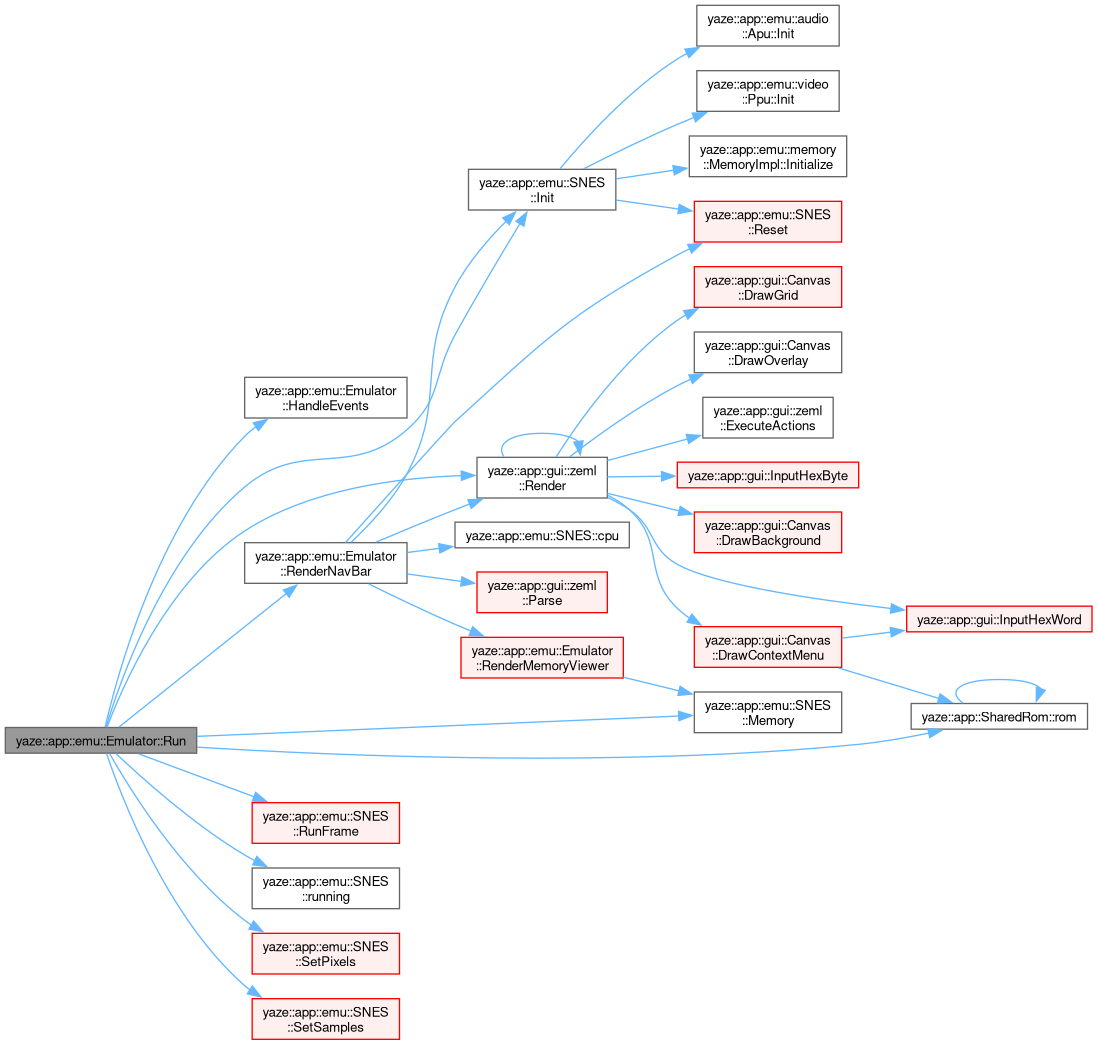 yaze::app::emu::audio
::Apu::Init
yaze::app::emu::video
::Ppu::Init
yaze::app::emu::memory
::MemoryImpl::Initialize
yaze::app::emu::SNES
::Init
yaze::app::emu::SNES
::Reset
yaze::app::gui::Canvas
::DrawGrid
yaze::app::gui::Canvas
::DrawOverlay
yaze::app::emu::Emulator
::HandleEvents
yaze::app::gui::zeml
::ExecuteActions
yaze::app::gui::zeml
::Render
yaze::app::gui::InputHexByte
yaze::app::gui::Canvas
::DrawBackground
yaze::app::emu::SNES::cpu
yaze::app::emu::Emulator
::RenderNavBar
yaze::app::gui::zeml
::Parse
yaze::app::gui::InputHexWord
yaze::app::gui::Canvas
::DrawContextMenu
yaze::app::emu::Emulator
::RenderMemoryViewer
yaze::app::emu::SNES
::Memory
yaze::app::SharedRom::rom
yaze::app::emu::Emulator::Run
yaze::app::emu::SNES
::RunFrame
yaze::app::emu::SNES
::running
yaze::app::emu::SNES
::SetPixels
yaze::app::emu::SNES
::SetSamples